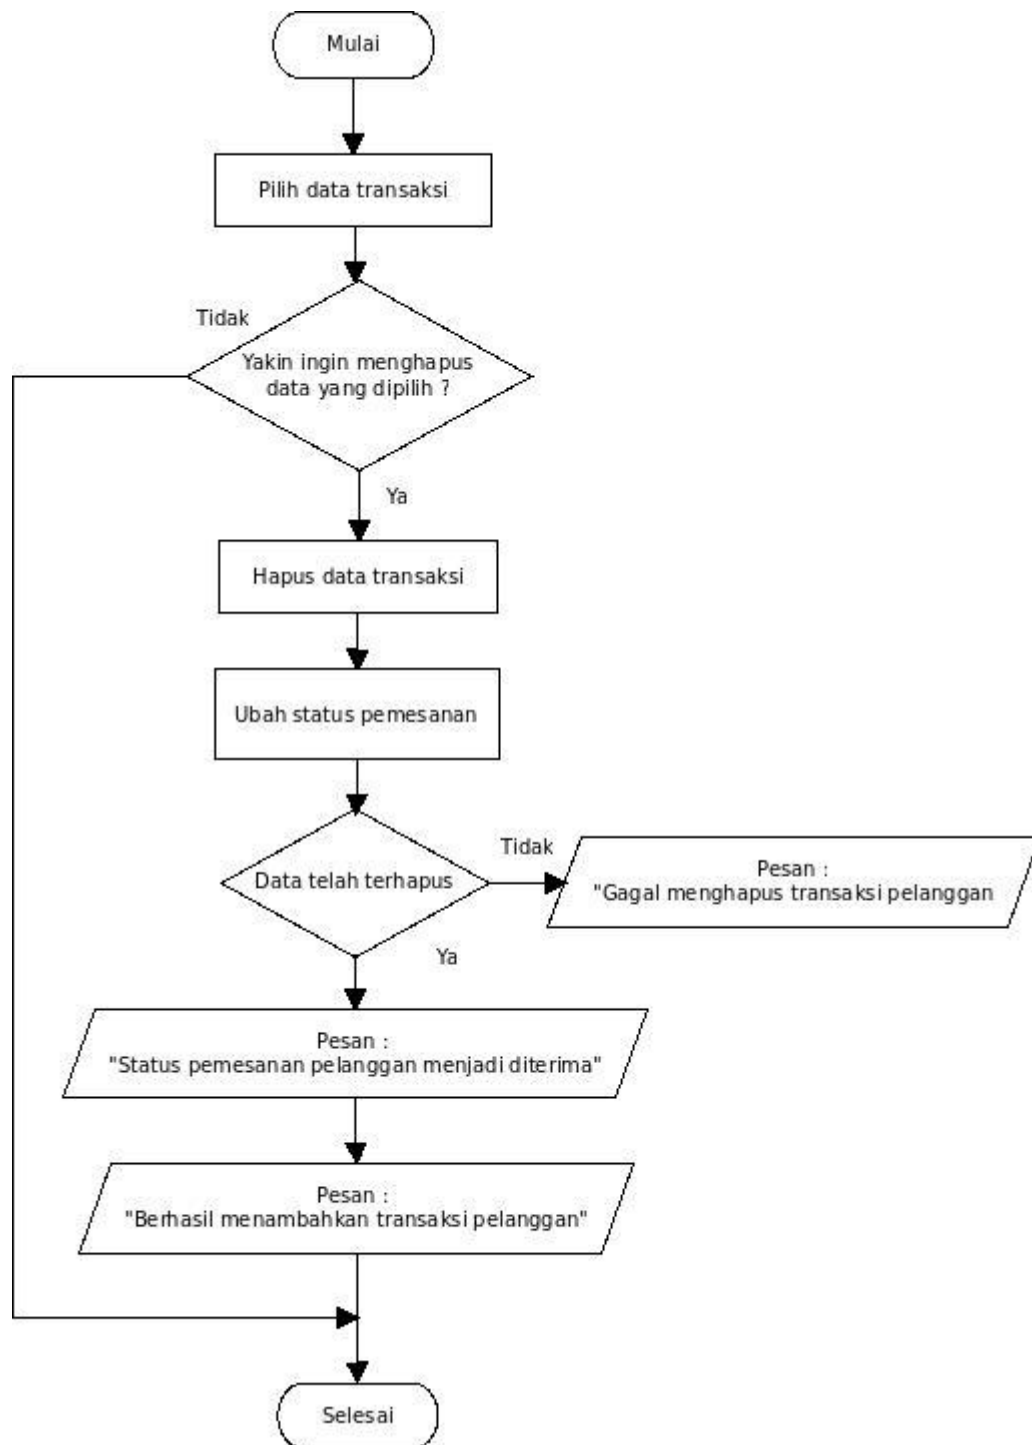 Mulai
Pilih data transaksi
Tidak
Yakin ingin menghapus
data yang dipilih ?
Ya
Hapus data transaksi
Ubah status pemesanan
Data telah terhapus
Tidak
Pesan :
"Gagal menghapus transaksi pelanggan
Ya
Pesan :
"Status pemesanan pelanggan menjadi diterima"
Pesan :
"Berhasil menambahkan transaksi pelanggan"
Selesai